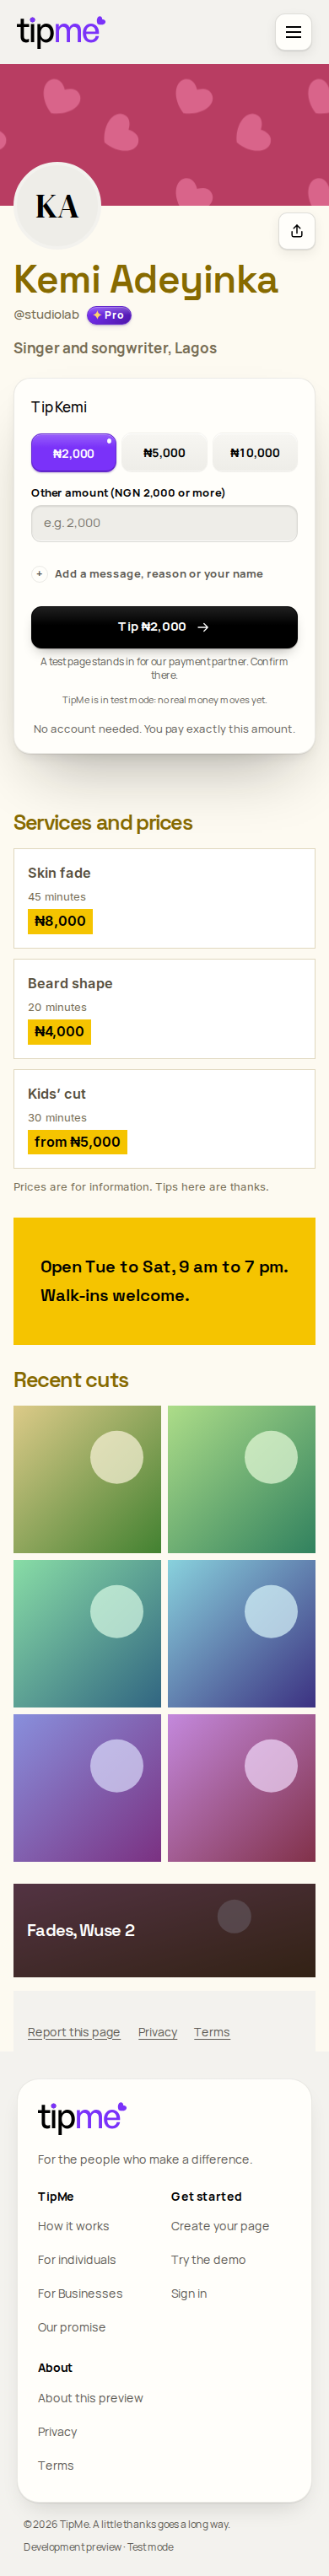 tipme
KA
Kemi Adeyinka
@studiolab
Pro
Singer and songwriter, Lagos
Tip Kemi
₦2,000
₦5,000
₦10,000
Other amount (NGN 2,000 or more)
e.g. 2,000
+ Add a message, reason or your name
Tip ₦2,000 →
A test page stands in for our payment partner. Confirm
there.
TipMe is in test mode: no real money moves yet.
No account needed. You pay exactly this amount.
Services and prices
Skin fade
45 minutes
₦8,000
Beard shape
20 minutes
₦4,000
Kids’ cut
30 minutes
from ₦5,000
Prices are for information. Tips here are thanks.
Open Tue to Sat, 9 am to 7 pm.
Walk-ins welcome.
Recent cuts
Fades, Wuse 2
Report this page Privacy Terms
tipme
For the people who make a difference.
TipMe
How it works
For individuals
For Businesses
Our promise
Get started
Create your page
Try the demo
Sign in
About
About this preview
Privacy
Terms
© 2026 TipMe. A little thanks goes a long way.
Development preview · Test mode